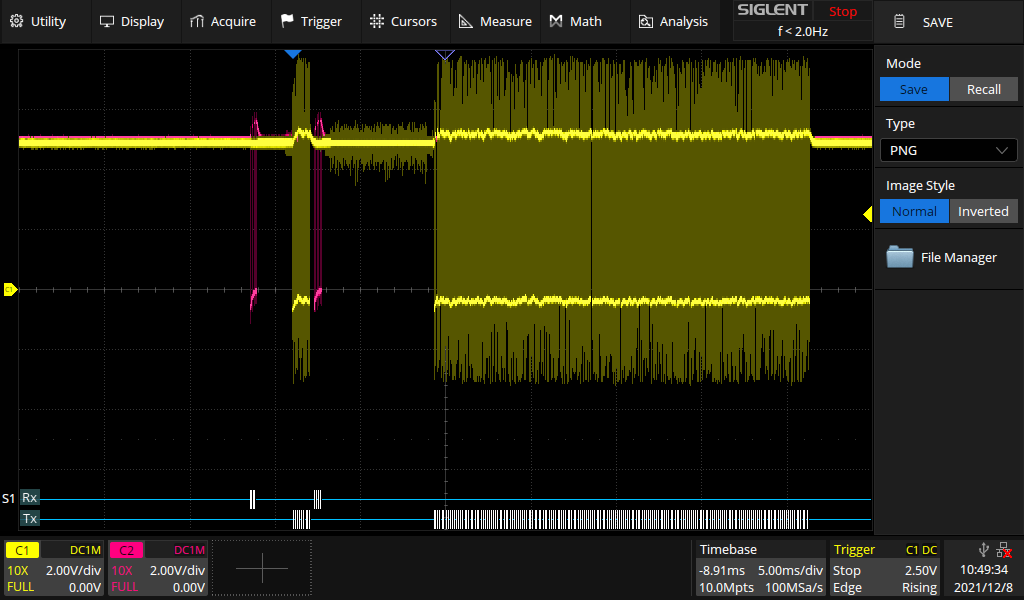 Utility Display Acquire Trigger Cursors Measure Math Analysis SIGLENT Stop SAVE
f < 2.0Hz
Mode
Save Recall
Type
PNG
Image Style
Normal Inverted
File Manager
C1
S1 Rx
Tx
C1 DC1M C2 DC1M Timebase Trigger C1 DC
10X 2.00V/div 10X 2.00V/div -8.91ms 5.00ms/div Stop 2.50V 10:49:34
FULL 0.00V FULL 0.00V 10.0Mpts 100MSa/s Edge Rising 2021/12/8